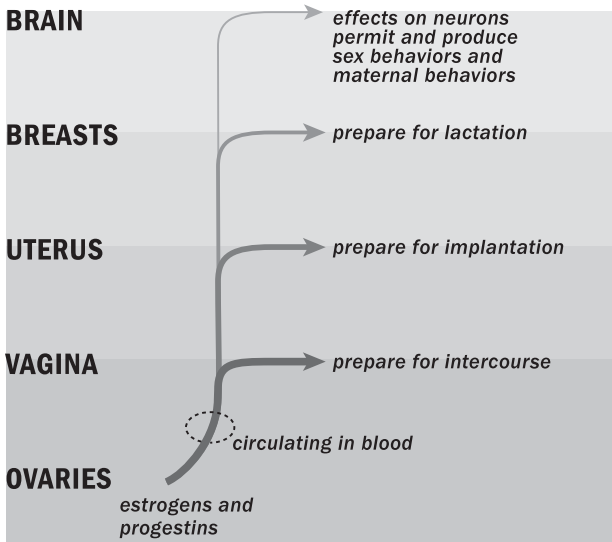 BRAIN
effects on neurons
permit and produce
sex behaviors and
maternal behaviors
BREASTS
prepare for lactation
UTERUS
prepare for implantation
VAGINA
prepare for intercourse
circulating in blood
OVARIES
estrogens and
progestins